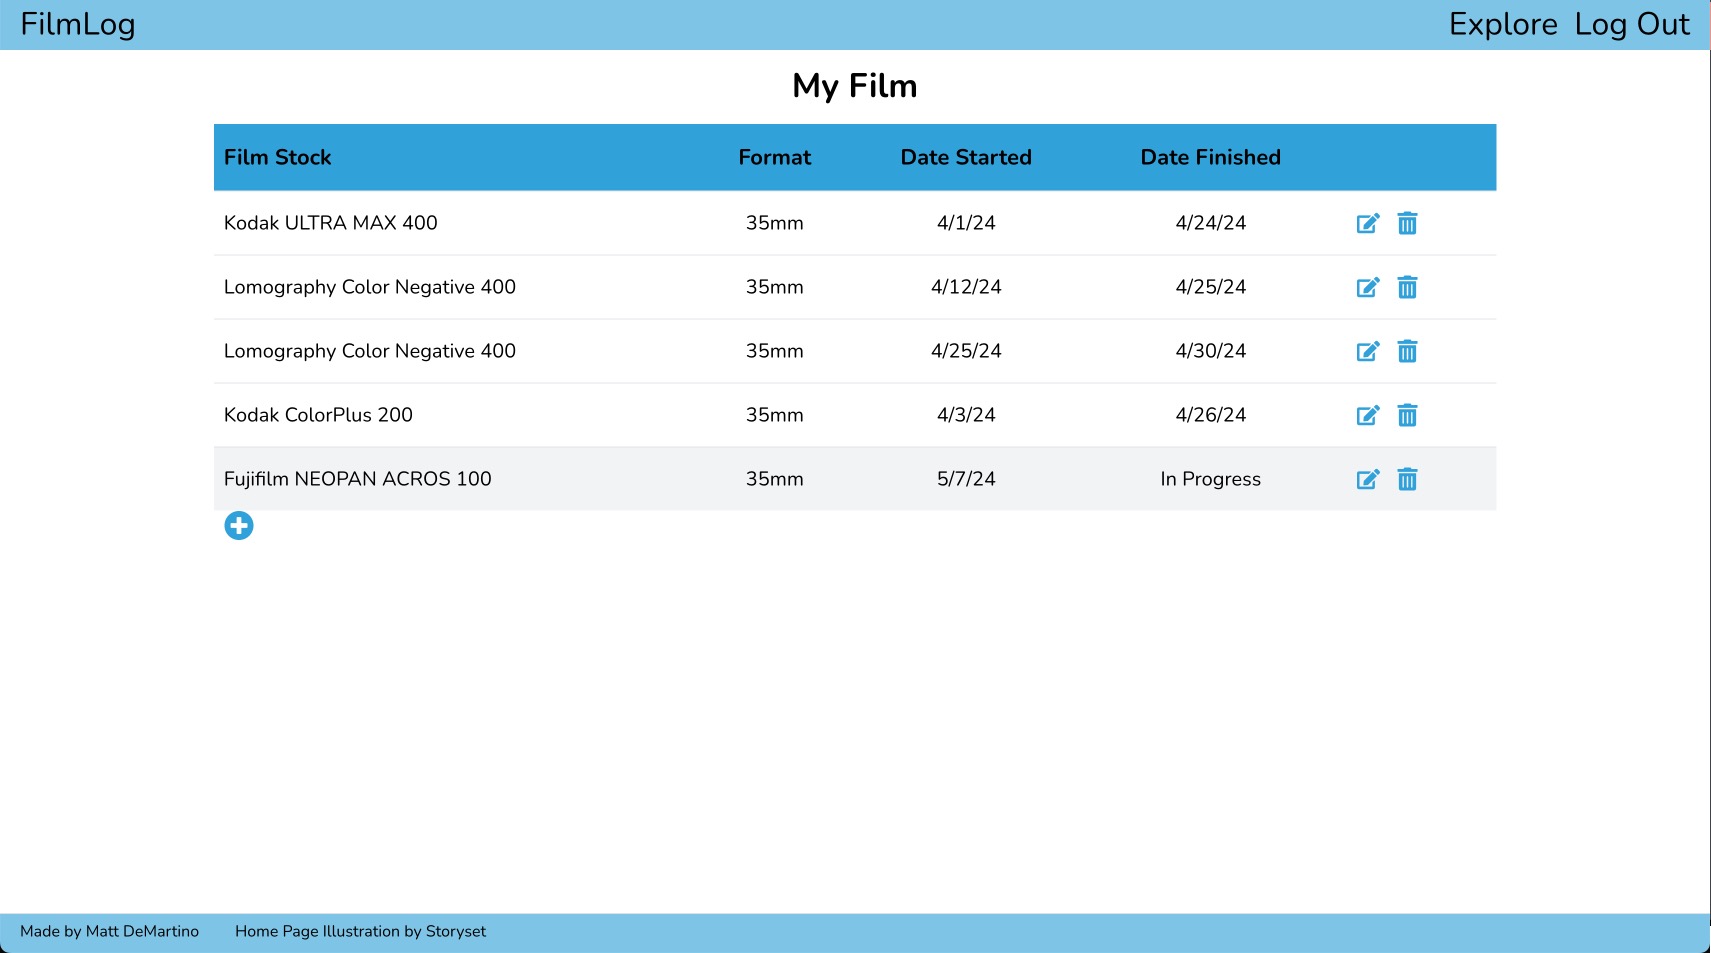 FilmLog Explore Log Out
My Film
Film Stock Format Date Started Date Finished
Kodak ULTRA MAX 400 35mm 4/1/24 4/24/24
Lomography Color Negative 400 35mm 4/12/24 4/25/24
Lomography Color Negative 400 35mm 4/25/24 4/30/24
Kodak ColorPlus 200 35mm 4/3/24 4/26/24
Fujifilm NEOPAN ACROS 100 35mm 5/7/24 In Progress
Made by Matt DeMartino Home Page Illustration by Storyset